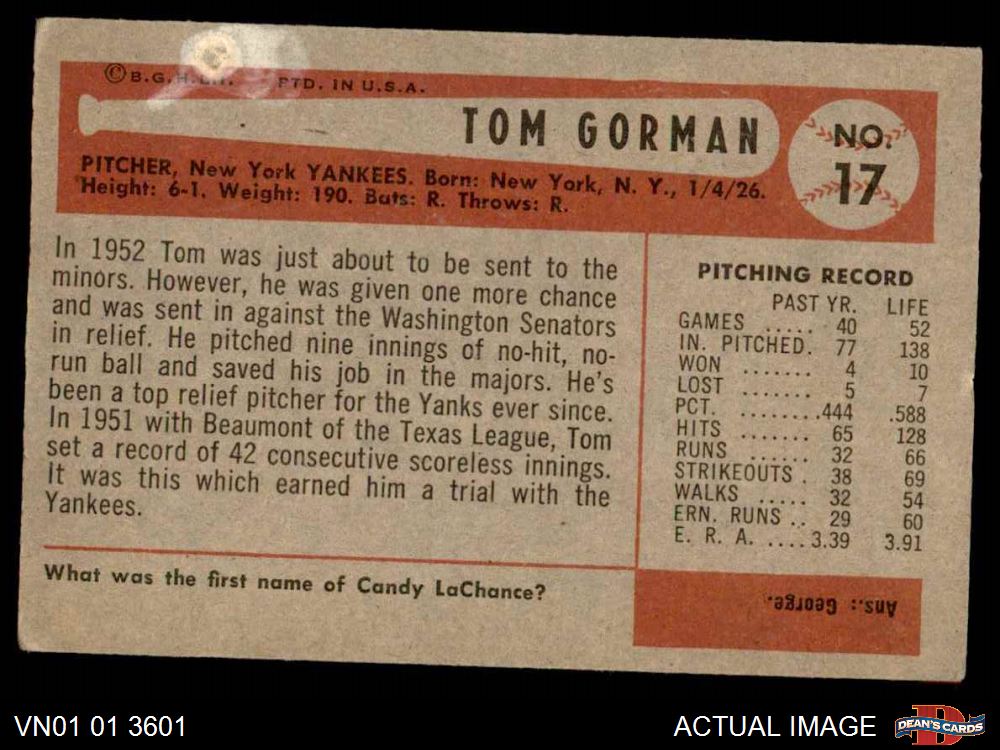 ©B.G.H.L.I. PTD. IN U.S.A.
TOM GORMAN
NO.
17
PITCHER, New York YANKEES. Born: New York, N. Y., 1/4/26.
Height: 6-1. Weight: 190. Bats: R. Throws: R.
In 1952 Tom was just about to be sent to the
minors. However, he was given one more chance
and was sent in against the Washington Senators
in relief. He pitched nine innings of no-hit, no-
run ball and saved his job in the majors. He's
been a top relief pitcher for the Yanks ever since.
In 1951 with Beaumont of the Texas League, Tom
set a record of 42 consecutive scoreless innings.
It was this which earned him a trial with the
Yankees.
PITCHING RECORD
PAST YR. LIFE
GAMES ..... 40 52
IN. PITCHED. 77 138
WON ....... 4 10
LOST ....... 5 7
PCT. ........ .444 .588
HITS ....... 65 128
RUNS ...... 32 66
STRIKEOUTS . 38 69
WALKS ..... 32 54
ERN. RUNS .. 29 60
E. R. A. .... 3.39 3.91
What was the first name of Candy LaChance?
Ans.: George.
VN01 01 3601
ACTUAL IMAGE
DEAN'S CARDS